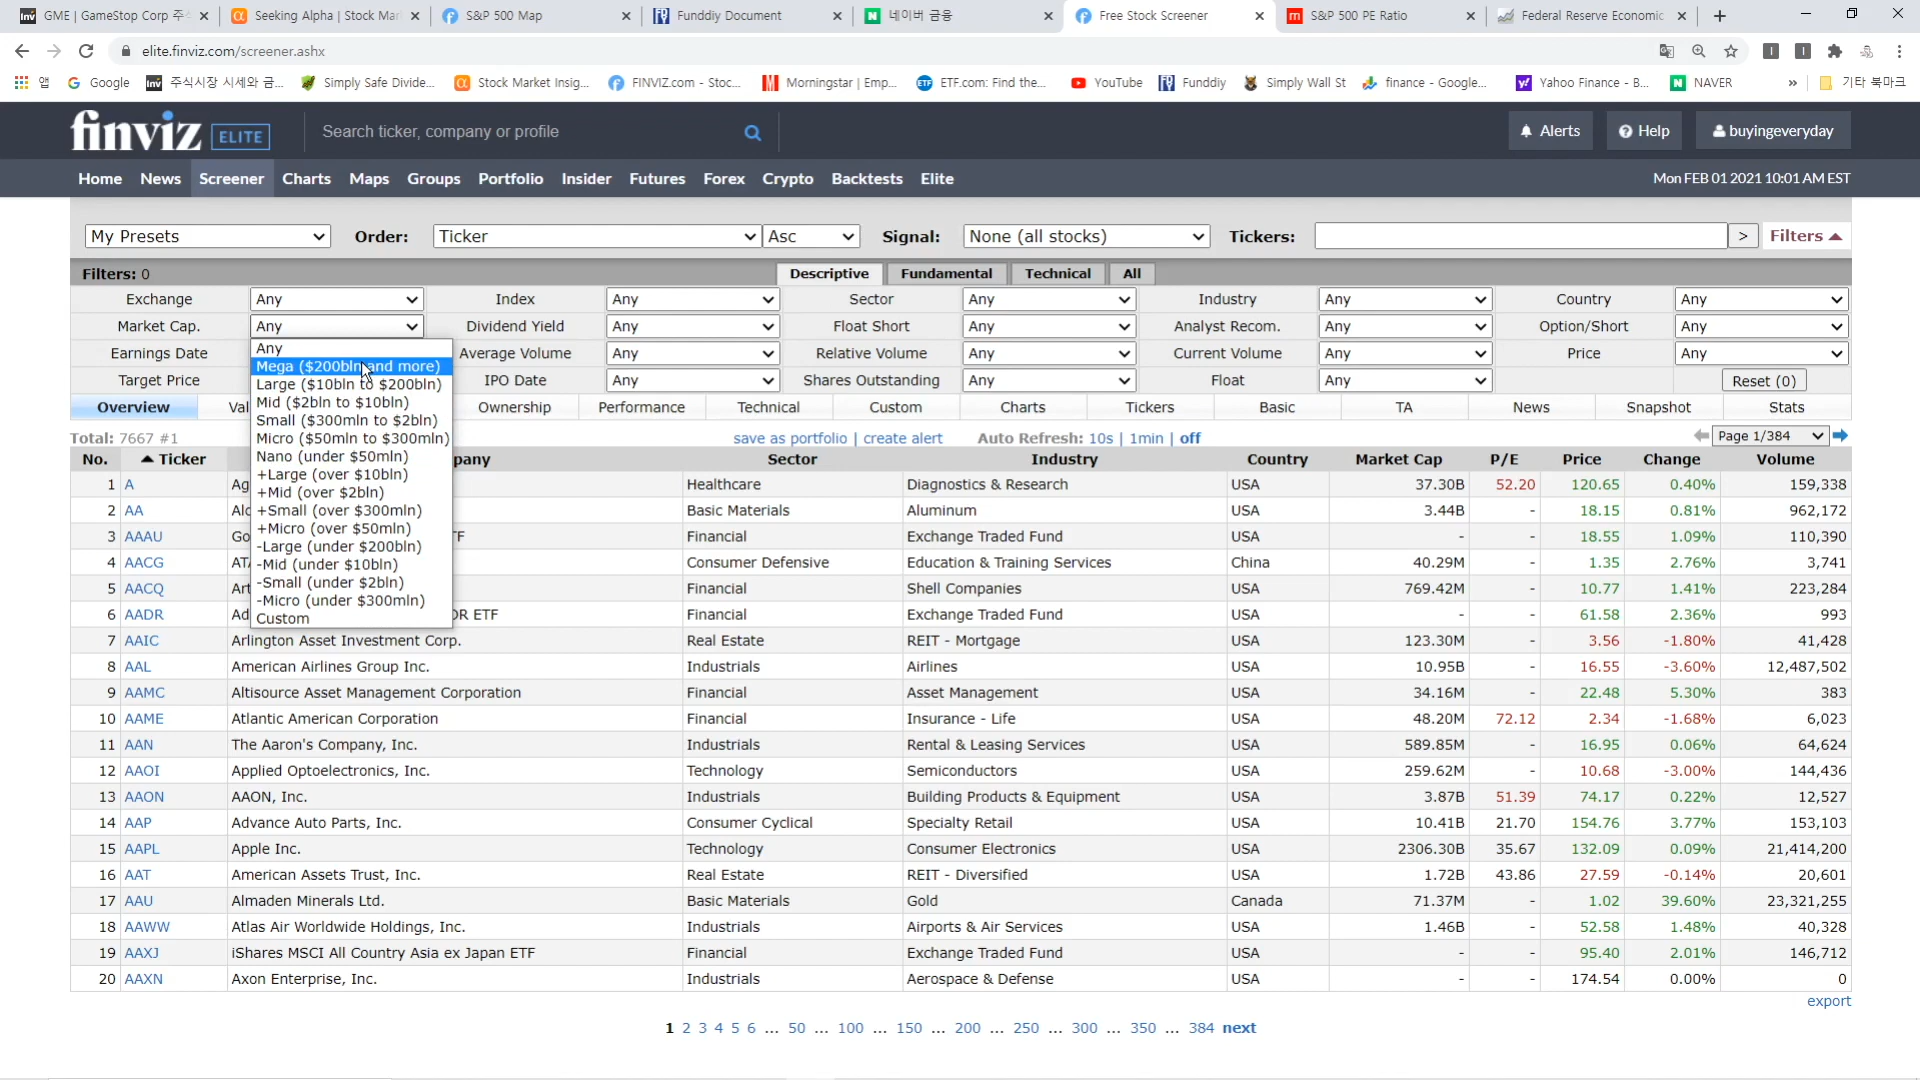 GME | GameStop Corp 주식
Seeking Alpha | Stock Mar
S&P 500 Map
Funddiy Document
네이버 금융
Free Stock Screener
S&P 500 PE Ratio
Federal Reserve Economic
elite.finviz.com/screener.ashx
앱
Google
주식시장 시세와 금...
Simply Safe Divide...
Stock Market Insig...
FINVIZ.com - Stoc...
Morningstar | Emp...
ETF.com: Find the...
YouTube
Funddiy
Simply Wall St
finance - Google...
Yahoo Finance - B...
NAVER
»
기타 북마크
finviz ELITE
Search ticker, company or profile
Alerts
Help
buyingeveryday
Home News Screener Charts Maps Groups Portfolio Insider Futures Forex Crypto Backtests Elite
Mon FEB 01 2021 10:01 AM EST
My Presets Order: Ticker Asc Signal: None (all stocks) Tickers: > Filters
Filters: 0 Descriptive Fundamental Technical All
Exchange Any Index Any Sector Any Industry Any Country Any
Market Cap. Any Dividend Yield Any Float Short Any Analyst Recom. Any Option/Short Any
Earnings Date Average Volume Any Relative Volume Any Current Volume Any Price Any
Target Price IPO Date Any Shares Outstanding Any Float Any Reset (0)
Any
Mega ($200bln and more)
Large ($10bln to $200bln)
Mid ($2bln to $10bln)
Small ($300mln to $2bln)
Micro ($50mln to $300mln)
Nano (under $50mln)
+Large (over $10bln)
+Mid (over $2bln)
+Small (over $300mln)
+Micro (over $50mln)
-Large (under $200bln)
-Mid (under $10bln)
-Small (under $2bln)
-Micro (under $300mln)
Custom
Overview Val Ownership Performance Technical Custom Charts Tickers Basic TA News Snapshot Stats
Total: 7667 #1 save as portfolio | create alert Auto Refresh: 10s | 1min | off Page 1/384
No. Ticker pany Sector Industry Country Market Cap P/E Price Change Volume
1 A Ag Healthcare Diagnostics & Research USA 37.30B 52.20 120.65 0.40% 159,338
2 AA Alc Basic Materials Aluminum USA 3.44B - 18.15 0.81% 962,172
3 AAAU Go TF Financial Exchange Traded Fund USA - - 18.55 1.09% 110,390
4 AACG ATA Consumer Defensive Education & Training Services China 40.29M - 1.35 2.76% 3,741
5 AACQ Art Financial Shell Companies USA 769.42M - 10.77 1.41% 223,284
6 AADR Ad DR ETF Financial Exchange Traded Fund USA - - 61.58 2.36% 993
7 AAIC Arlington Asset Investment Corp. Real Estate REIT - Mortgage USA 123.30M - 3.56 -1.80% 41,428
8 AAL American Airlines Group Inc. Industrials Airlines USA 10.95B - 16.55 -3.60% 12,487,502
9 AAMC Altisource Asset Management Corporation Financial Asset Management USA 34.16M - 22.48 5.30% 383
10 AAME Atlantic American Corporation Financial Insurance - Life USA 48.20M 72.12 2.34 -1.68% 6,023
11 AAN The Aaron's Company, Inc. Industrials Rental & Leasing Services USA 589.85M - 16.95 0.06% 64,624
12 AAOI Applied Optoelectronics, Inc. Technology Semiconductors USA 259.62M - 10.68 -3.00% 144,436
13 AAON AAON, Inc. Industrials Building Products & Equipment USA 3.87B 51.39 74.17 0.22% 12,527
14 AAP Advance Auto Parts, Inc. Consumer Cyclical Specialty Retail USA 10.41B 21.70 154.76 3.77% 153,103
15 AAPL Apple Inc. Technology Consumer Electronics USA 2306.30B 35.67 132.09 0.09% 21,414,200
16 AAT American Assets Trust, Inc. Real Estate REIT - Diversified USA 1.72B 43.86 27.59 -0.14% 20,601
17 AAU Almaden Minerals Ltd. Basic Materials Gold Canada 71.37M - 1.02 39.60% 23,321,255
18 AAWW Atlas Air Worldwide Holdings, Inc. Industrials Airports & Air Services USA 1.46B - 52.58 1.48% 40,328
19 AAXJ iShares MSCI All Country Asia ex Japan ETF Financial Exchange Traded Fund USA - - 95.40 2.01% 146,712
20 AAXN Axon Enterprise, Inc. Industrials Aerospace & Defense USA - - 174.54 0.00% 0
export
1 2 3 4 5 6 ... 50 ... 100 ... 150 ... 200 ... 250 ... 300 ... 350 ... 384 next